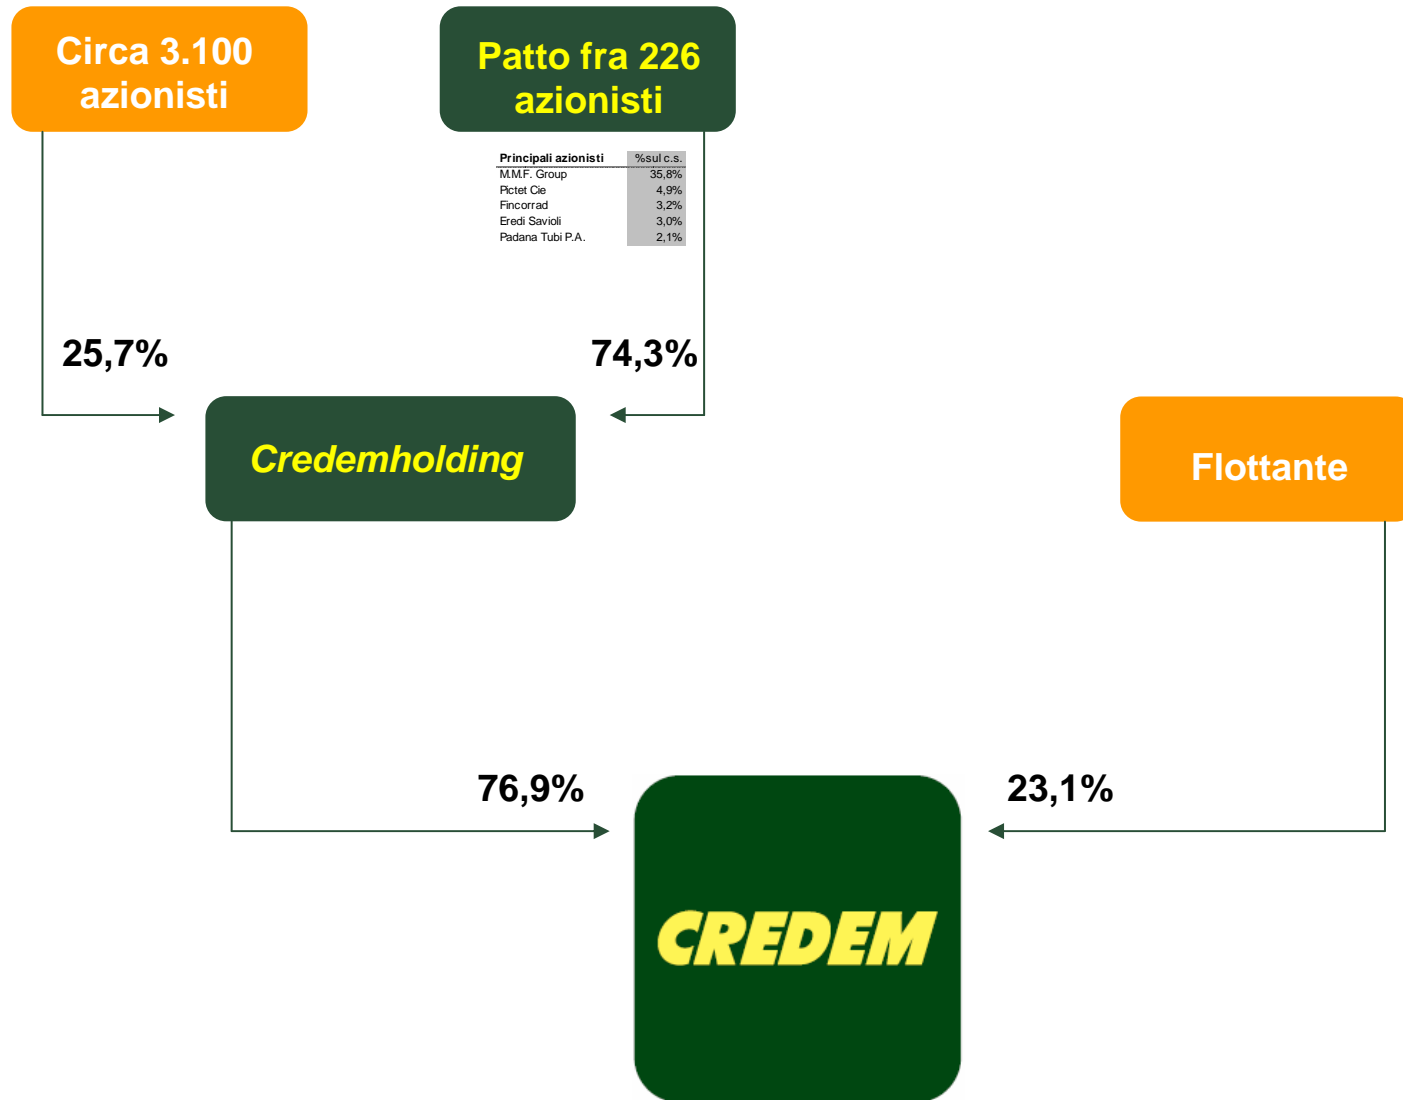 Circa 3.100
azionisti
Patto fra 226
azionisti
Principali azionisti %sul c.s.
M.M.F. Group 35,8%
Pictet Cie 4,9%
Fincorrad 3,2%
Eredi Savioli 3,0%
Padana Tubi P.A. 2,1%
25,7%
74,3%
Credemholding
Flottante
76,9%
23,1%
CREDEM